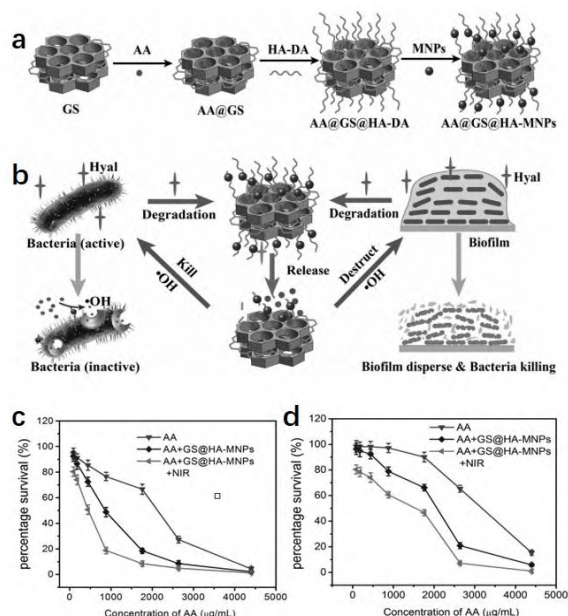 a
AA
HA-DA
MNPs
GS
AA@GS
AA@GS@HA-DA
AA@GS@HA-MNPs
b
Hyal
Hyal
Degradation
Degradation
Bacteria (active)
Biofilm
Kill
•OH
Release
Destruct
•OH
•OH
Bacteria (inactive)
Biofilm disperse & Bacteria killing
c
AA
AA+GS@HA-MNPs
AA+GS@HA-MNPs
+NIR
percentage survival (%)
120
100
80
60
40
20
0
0 1000 2000 3000 4000 5000
Concentration of AA (μg/mL)
d
AA
AA+GS@HA-MNPs
AA+GS@HA-MNPs
+NIR
percentage survival (%)
120
100
80
60
40
20
0
0 1000 2000 3000 4000 5000
Concentration of AA (μg/mL)